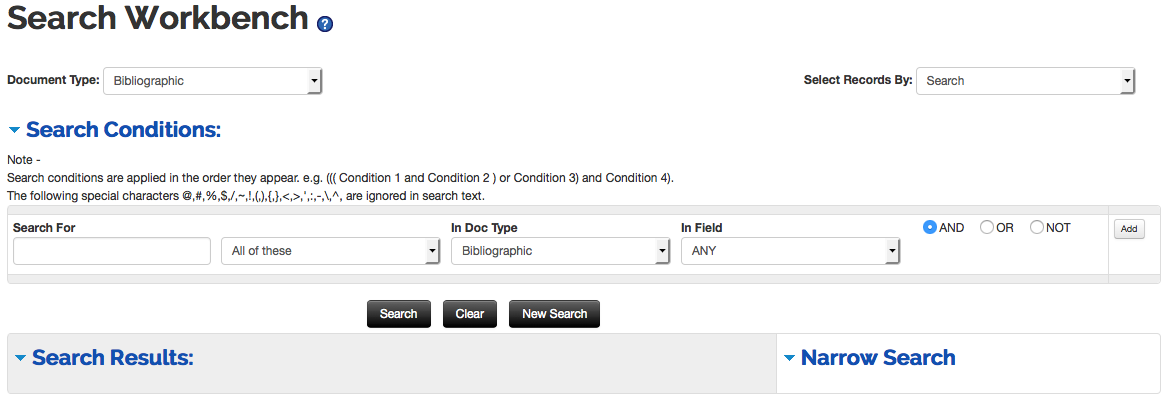 Search Workbench ?
Document Type: Bibliographic Select Records By: Search
Search Conditions:
Note -
Search conditions are applied in the order they appear. e.g. ((( Condition 1 and Condition 2 ) or Condition 3) and Condition 4).
The following special characters @,#,%,$,/,~,!,(,),{,},<,>,',:,-,\,^, are ignored in search text.
Search For In Doc Type In Field AND OR NOT Add
All of these Bibliographic ANY
Search Clear New Search
Search Results: Narrow Search